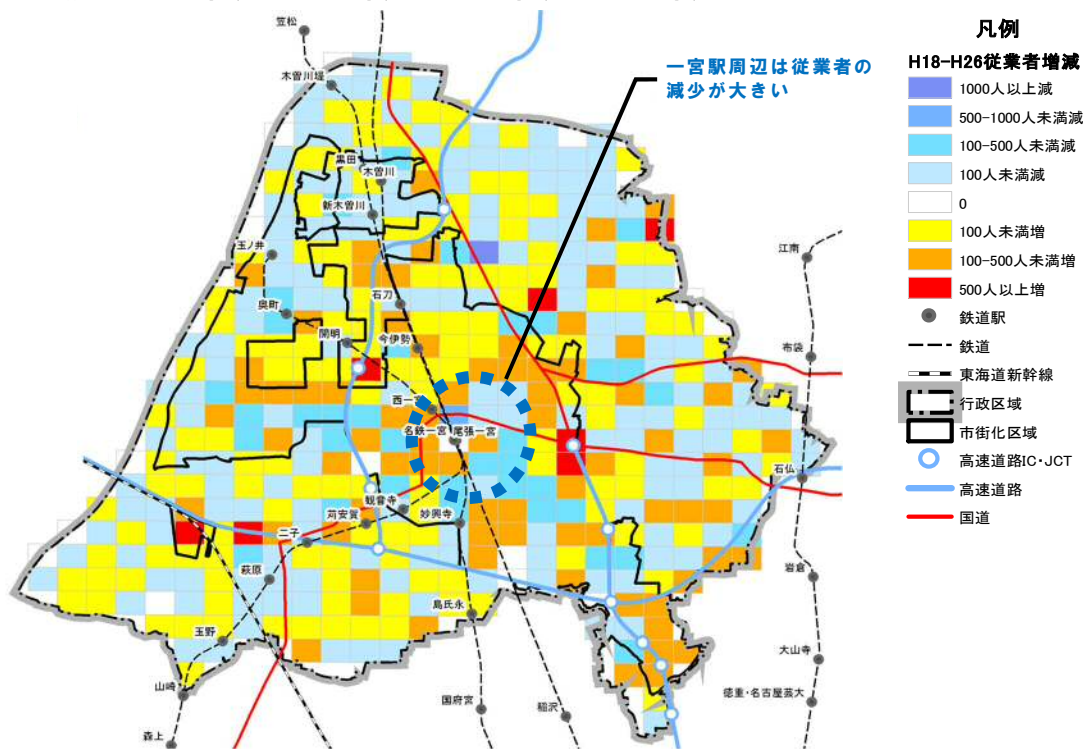 一宮駅周辺は従業者の
減少が大きい
凡例
H18-H26従業者増減
1000人以上減
500-1000人未満減
100-500人未満減
100人未満減
0
100人未満増
100-500人未満増
500人以上増
鉄道駅
鉄道
東海道新幹線
行政区域
市街化区域
高速道路IC・JCT
高速道路
国道
笠松
木曽川堤
黒田
木曽川
新木曽川
玉ノ井
江南
石刀
奥町
開明
今伊勢
布袋
西一宮
名鉄一宮
尾張一宮
石仏
観音寺
苅安賀
妙興寺
二子
萩原
岩倉
島氏永
玉野
大山寺
山崎
国府宮
稲沢
徳重・名古屋芸大
森上